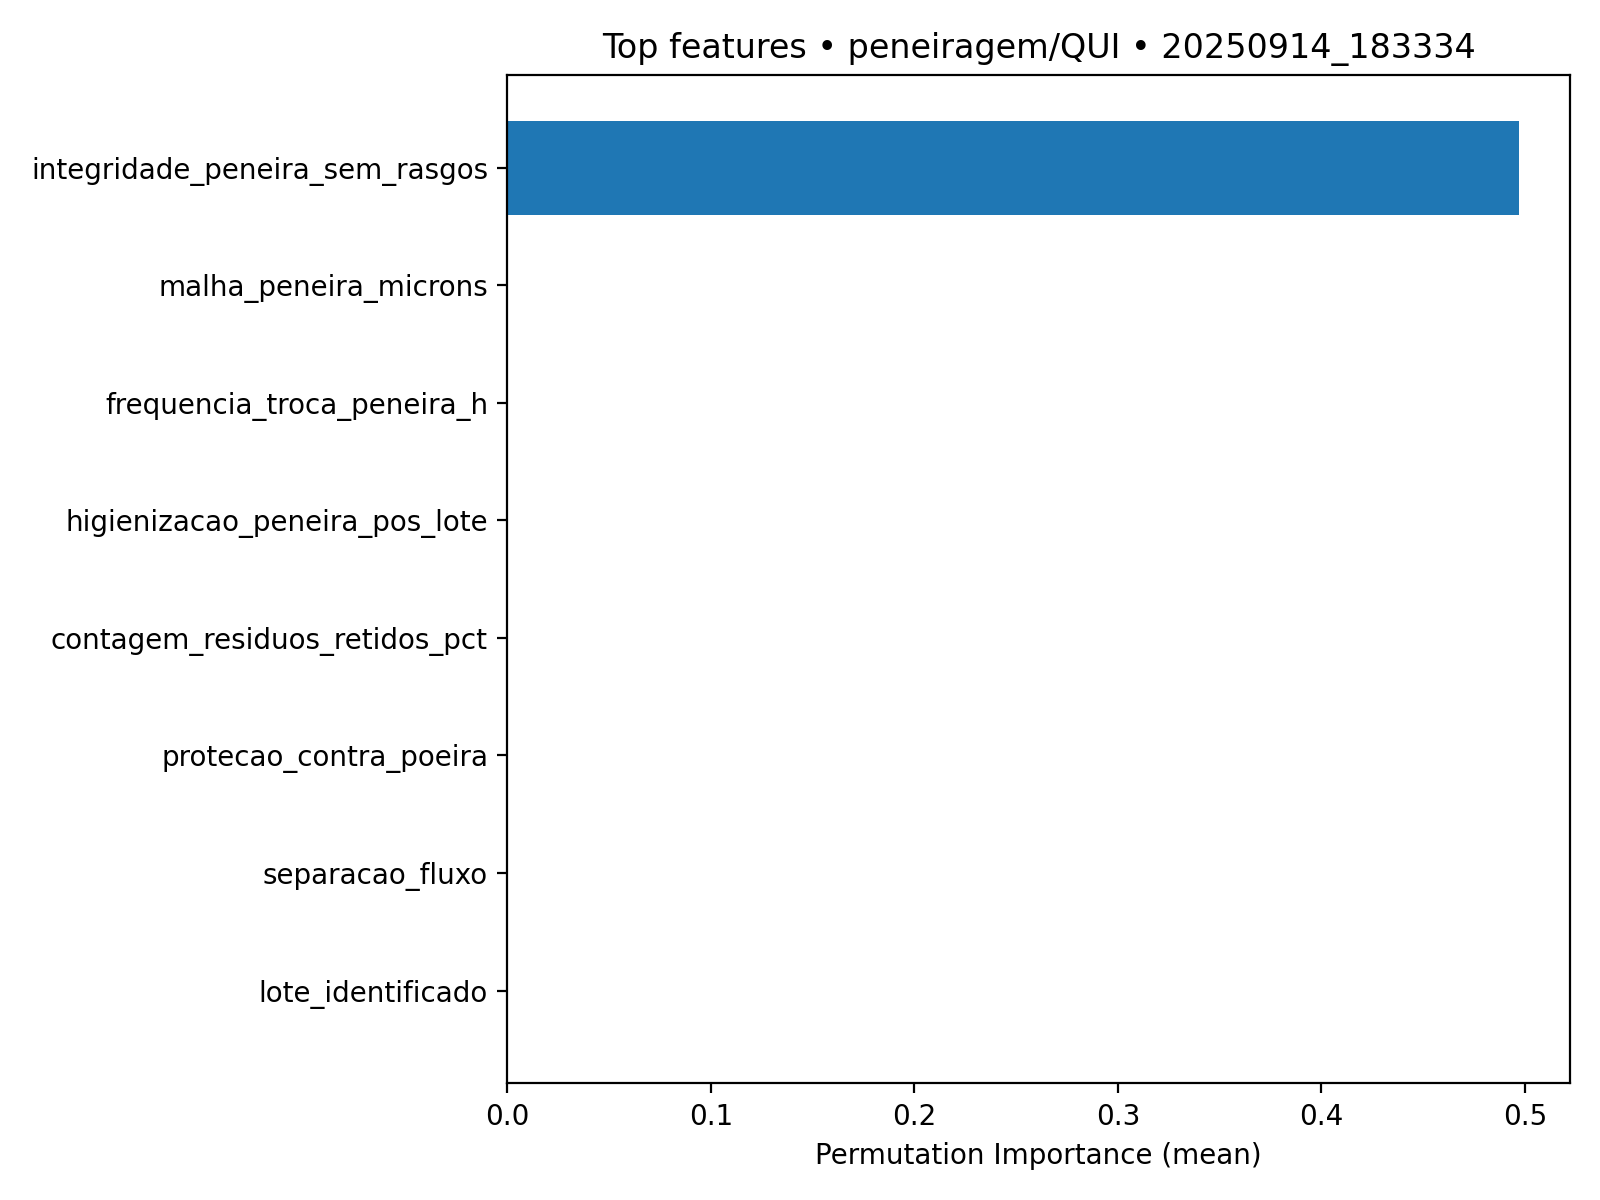 Top features • peneiragem/QUI • 20250914_183334
integridade_peneira_sem_rasgos
malha_peneira_microns
frequencia_troca_peneira_h
higienizacao_peneira_pos_lote
contagem_residuos_retidos_pct
protecao_contra_poeira
separacao_fluxo
lote_identificado
0.0 0.1 0.2 0.3 0.4 0.5
Permutation Importance (mean)